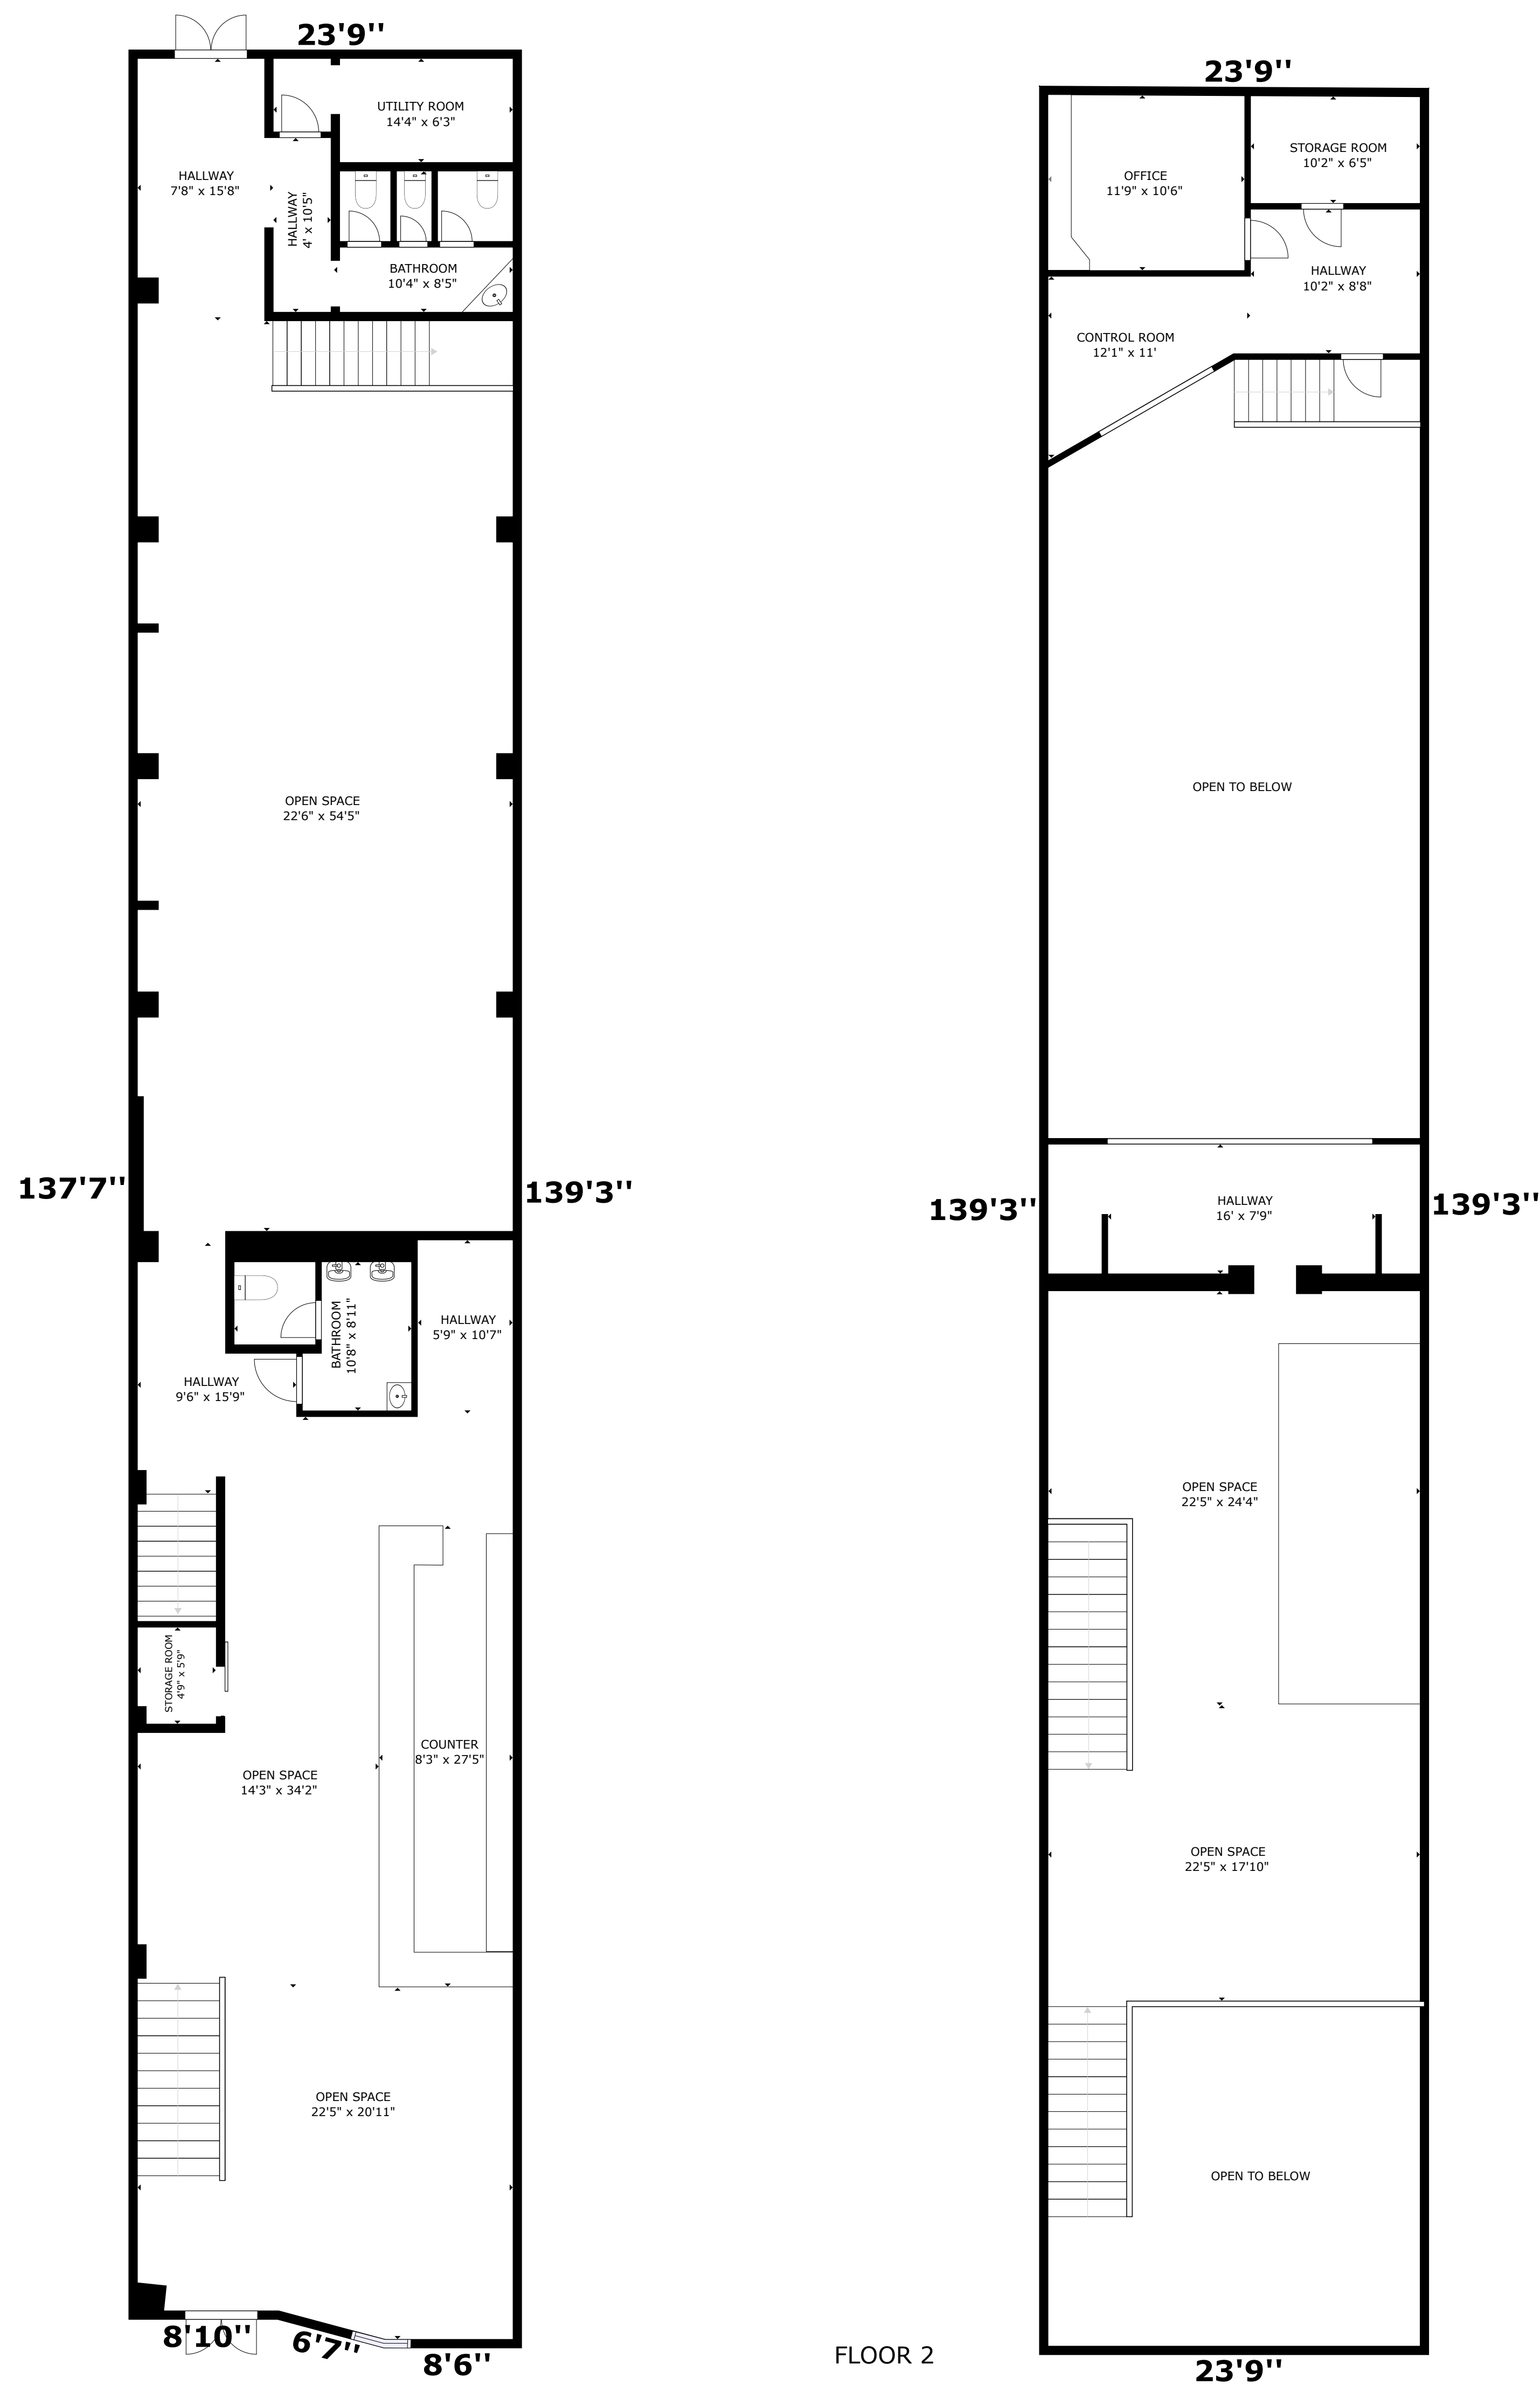 23'9''
UTILITY ROOM
14'4" x 6'3"
HALLWAY
7'8" x 15'8"
HALLWAY
4' x 10'5"
BATHROOM
10'4" x 8'5"
OPEN SPACE
22'6" x 54'5"
137'7''
139'3''
BATHROOM
10'8" x 8'11"
HALLWAY
5'9" x 10'7"
HALLWAY
9'6" x 15'9"
STORAGE ROOM
4'9" x 5'9"
COUNTER
8'3" x 27'5"
OPEN SPACE
14'3" x 34'2"
OPEN SPACE
22'5" x 20'11"
8'10''
6'7''
8'6''
23'9''
STORAGE ROOM
10'2" x 6'5"
OFFICE
11'9" x 10'6"
HALLWAY
10'2" x 8'8"
CONTROL ROOM
12'1" x 11'
OPEN TO BELOW
139'3''
139'3''
HALLWAY
16' x 7'9"
OPEN SPACE
22'5" x 24'4"
OPEN SPACE
22'5" x 17'10"
OPEN TO BELOW
FLOOR 2
23'9''